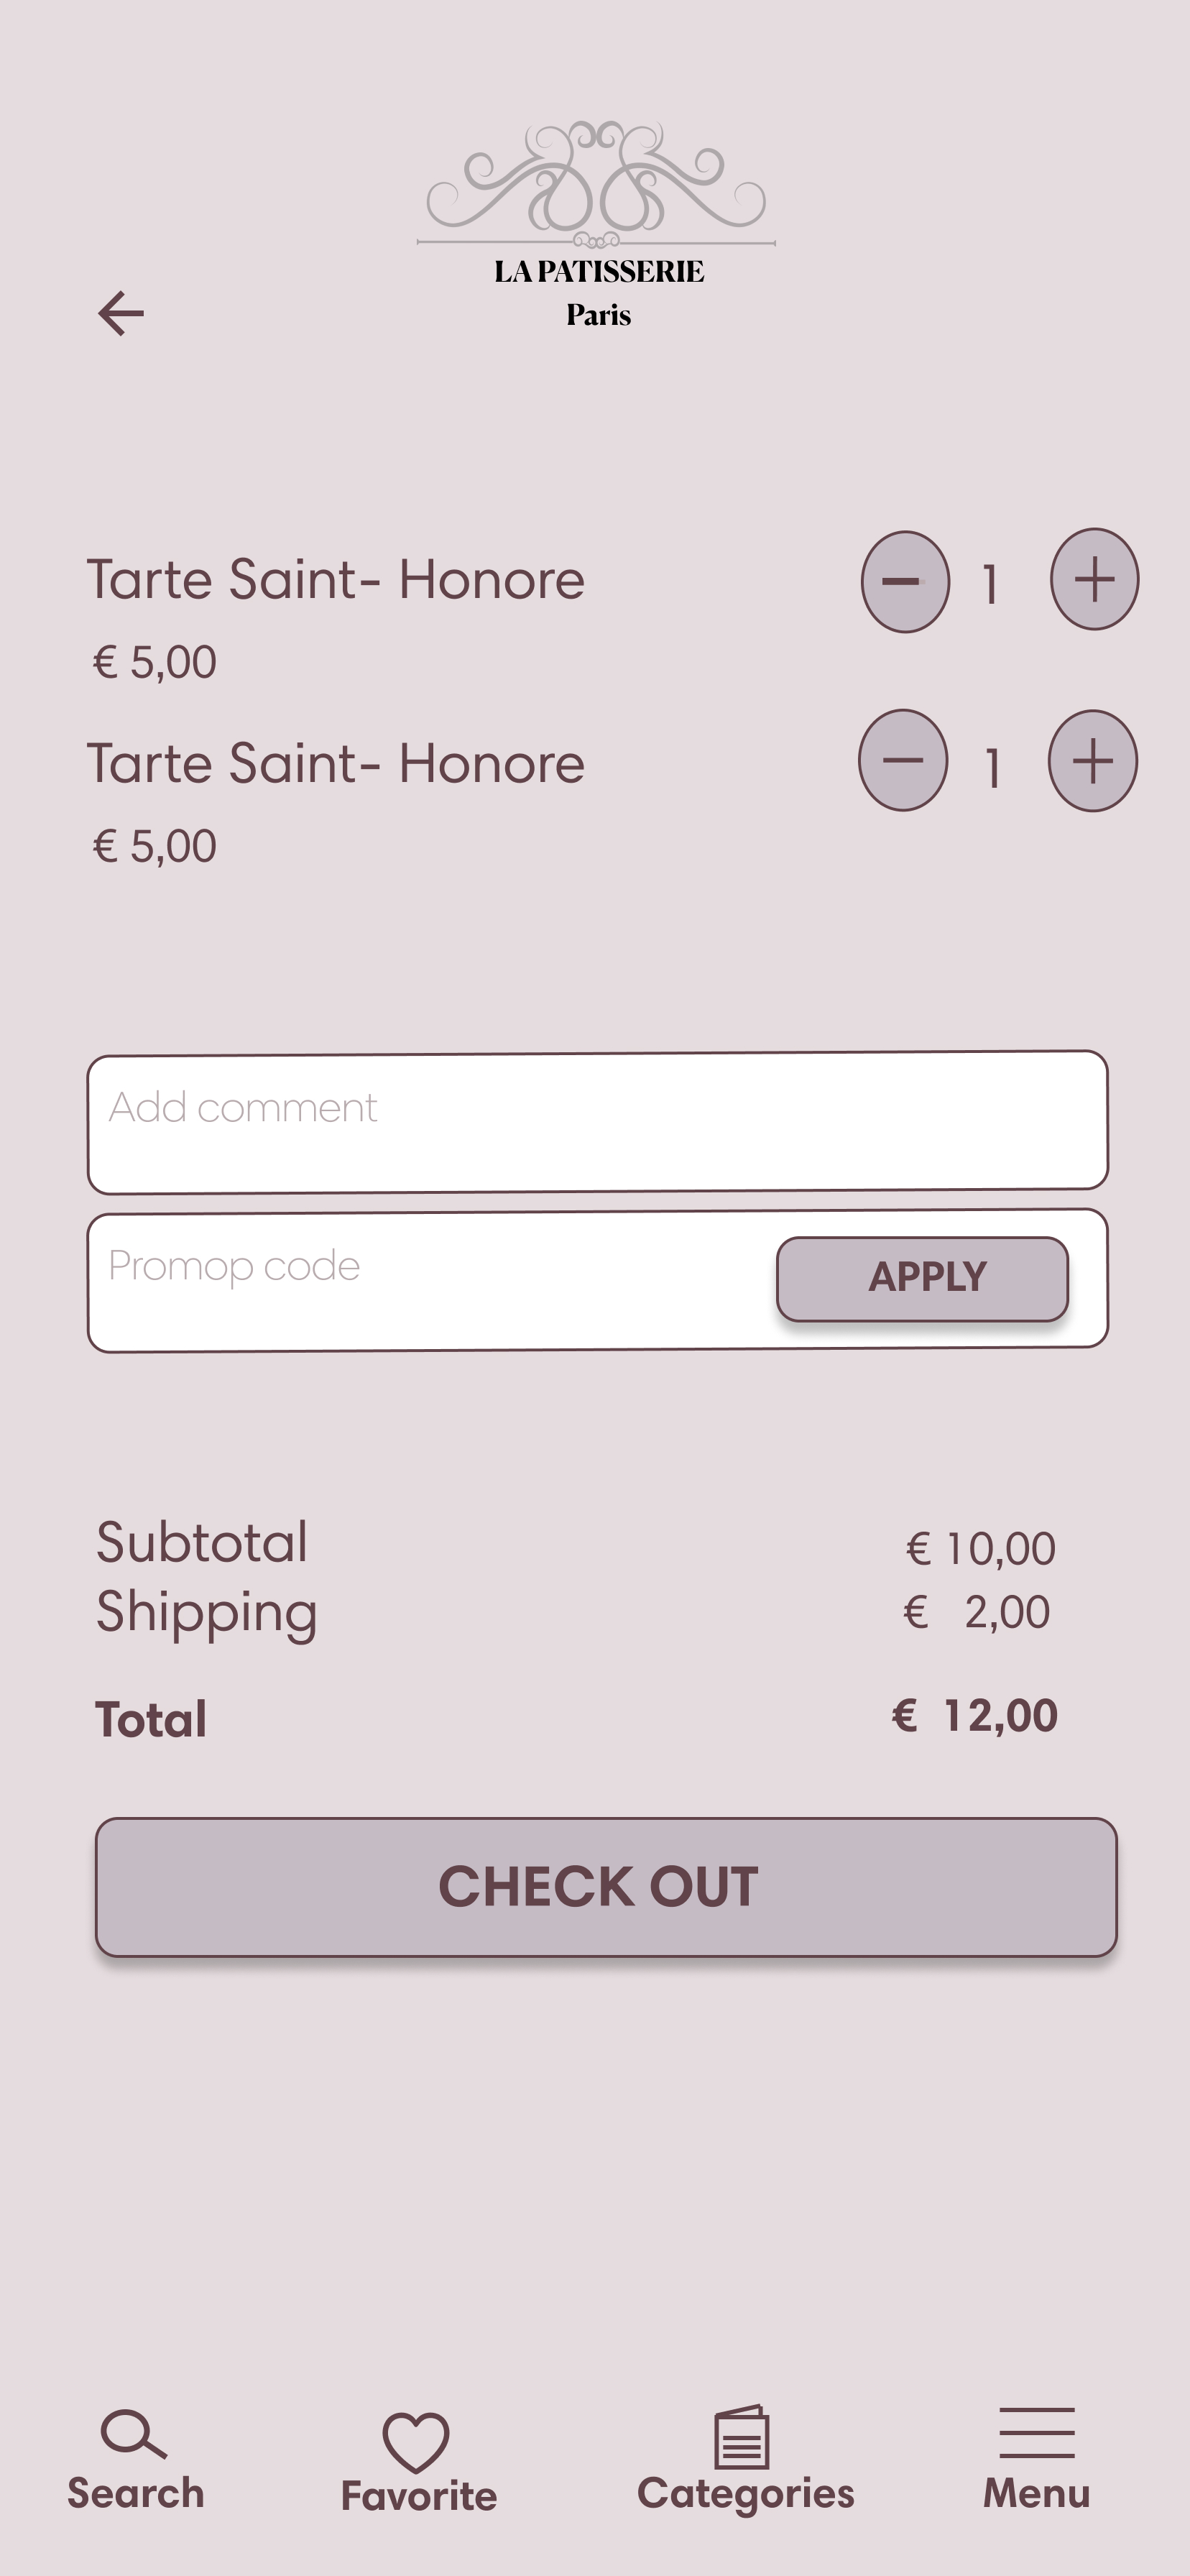 LA PATISSERIE
Paris
Tarte Saint- Honore
1
€ 5,00
Tarte Saint- Honore
1
€ 5,00
Add comment
Promop code
APPLY
Subtotal
€ 10,00
Shipping
€ 2,00
Total
€ 12,00
CHECK OUT
Search
Favorite
Categories
Menu